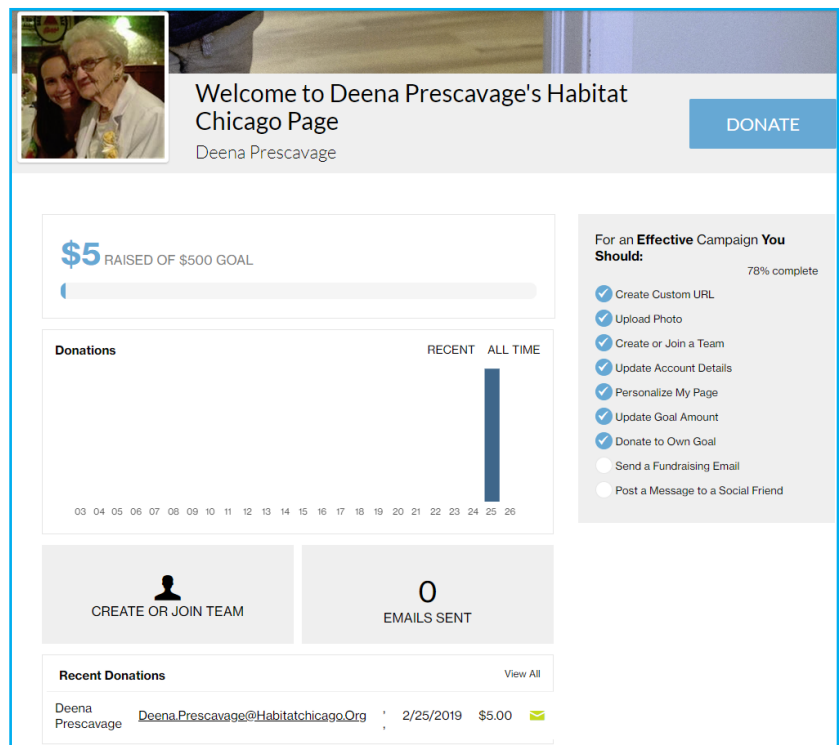 Welcome to Deena Prescavage's Habitat
Chicago Page
Deena Prescavage
DONATE
$5 RAISED OF $500 GOAL
Donations RECENT ALL TIME
03 04 05 06 07 08 09 10 11 12 13 14 15 16 17 18 19 20 21 22 23 24 25 26
CREATE OR JOIN TEAM
0
EMAILS SENT
Recent Donations View All
Deena
Prescavage Deena.Prescavage@Habitatchicago.Org , , 2/25/2019 $5.00
For an Effective Campaign You
Should:
78% complete
Create Custom URL
Upload Photo
Create or Join a Team
Update Account Details
Personalize My Page
Update Goal Amount
Donate to Own Goal
Send a Fundraising Email
Post a Message to a Social Friend